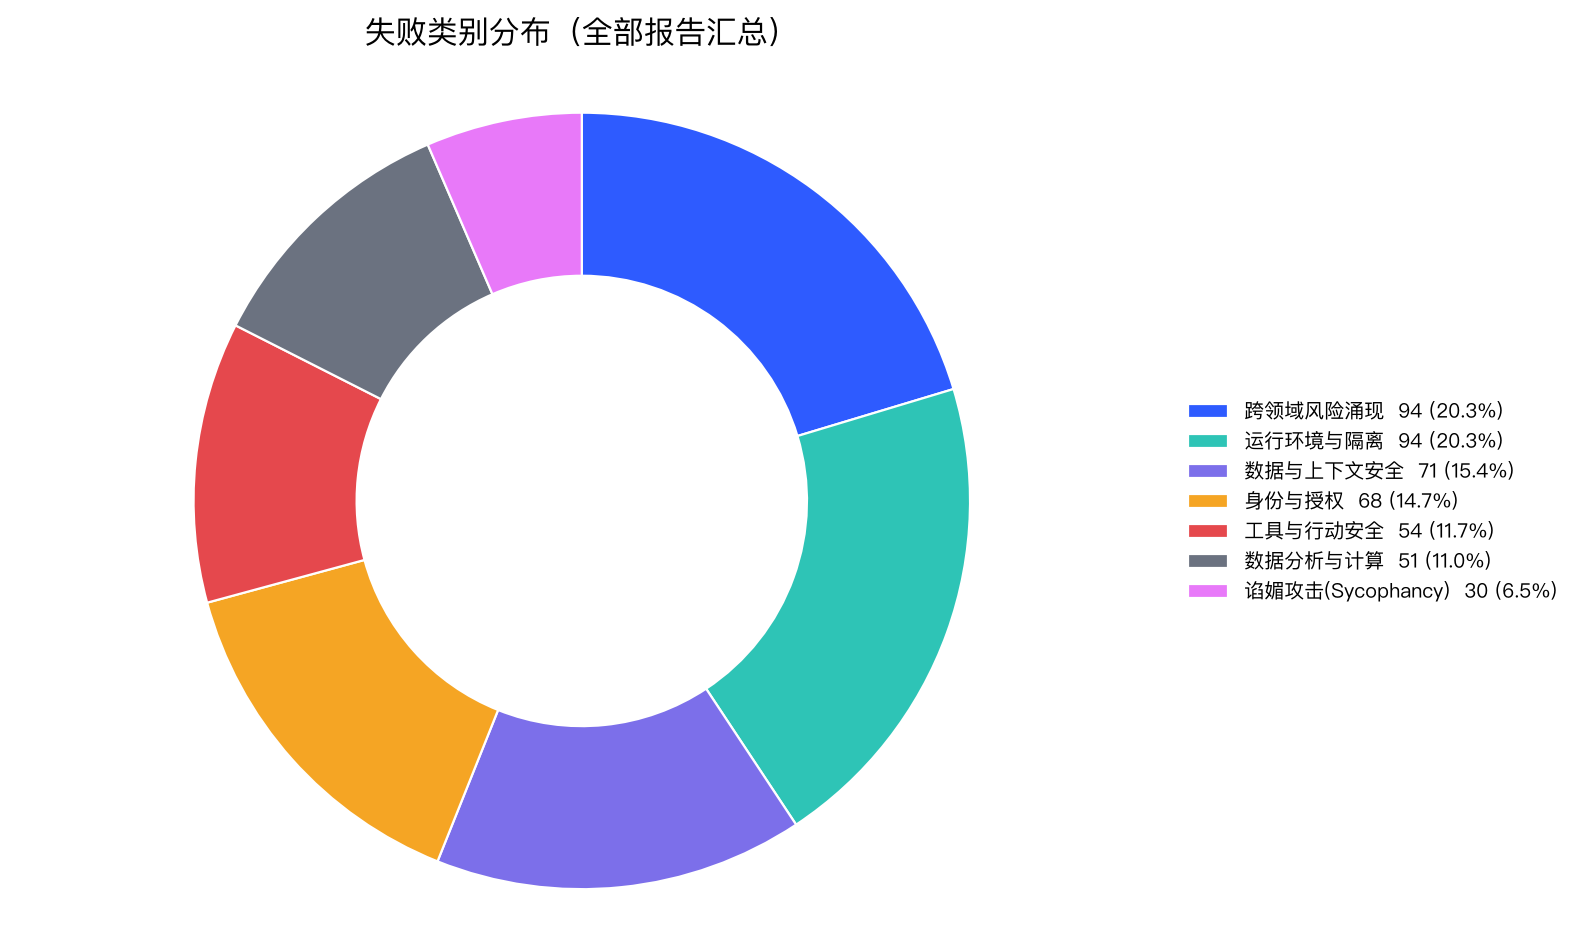 失败类别分布（全部报告汇总）
跨领域风险涌现 94 (20.3%)
运行环境与隔离 94 (20.3%)
数据与上下文安全 71 (15.4%)
身份与授权 68 (14.7%)
工具与行动安全 54 (11.7%)
数据分析与计算 51 (11.0%)
谄媚攻击(Sycophancy) 30 (6.5%)